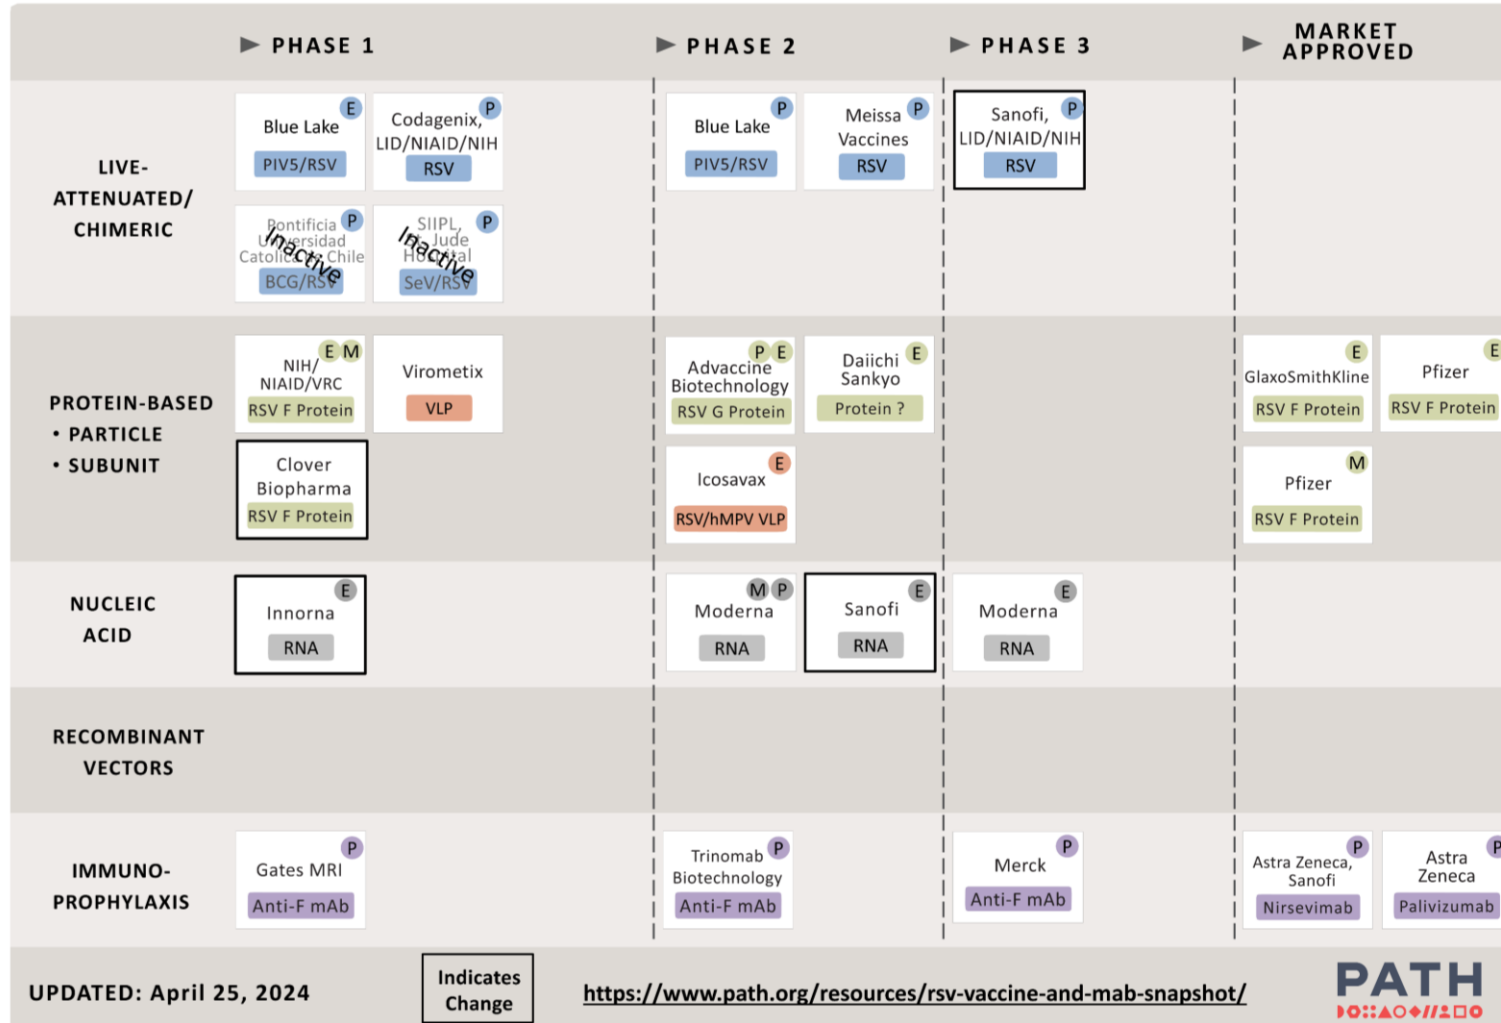 PHASE 1
PHASE 2
PHASE 3
MARKET
APPROVED
LIVE-
ATTENUATED/
CHIMERIC
E
Blue Lake
PIV5/RSV
P
Codagenix,
LID/NIAID/NIH
RSV
P
Blue Lake
PIV5/RSV
P
Meissa
Vaccines
RSV
P
Sanofi,
LID/NIAID/NIH
RSV
P
Pontificia
Universidad
Catolica Chile
BCG/RSV
Inactive
P
SIIPL,
Jude
Hospital
SeV/RSV
Inactive
PROTEIN-BASED
• PARTICLE
• SUBUNIT
E M
NIH/
NIAID/VRC
RSV F Protein
Virometix
VLP
P E
Advaccine
Biotechnology
RSV G Protein
E
Daiichi
Sankyo
Protein ?
E
GlaxoSmithKline
RSV F Protein
E
Pfizer
RSV F Protein
Clover
Biopharma
RSV F Protein
E
Icosavax
RSV/hMPV VLP
M
Pfizer
RSV F Protein
NUCLEIC
ACID
E
Innorna
RNA
M P
Moderna
RNA
E
Sanofi
RNA
E
Moderna
RNA
RECOMBINANT
VECTORS
IMMUNO-
PROPHYLAXIS
P
Gates MRI
Anti-F mAb
P
Trinomab
Biotechnology
Anti-F mAb
P
Merck
Anti-F mAb
P
Astra Zeneca,
Sanofi
Nirsevimab
P
Astra
Zeneca
Palivizumab
UPDATED: April 25, 2024
Indicates
Change
https://www.path.org/resources/rsv-vaccine-and-mab-snapshot/
PATH